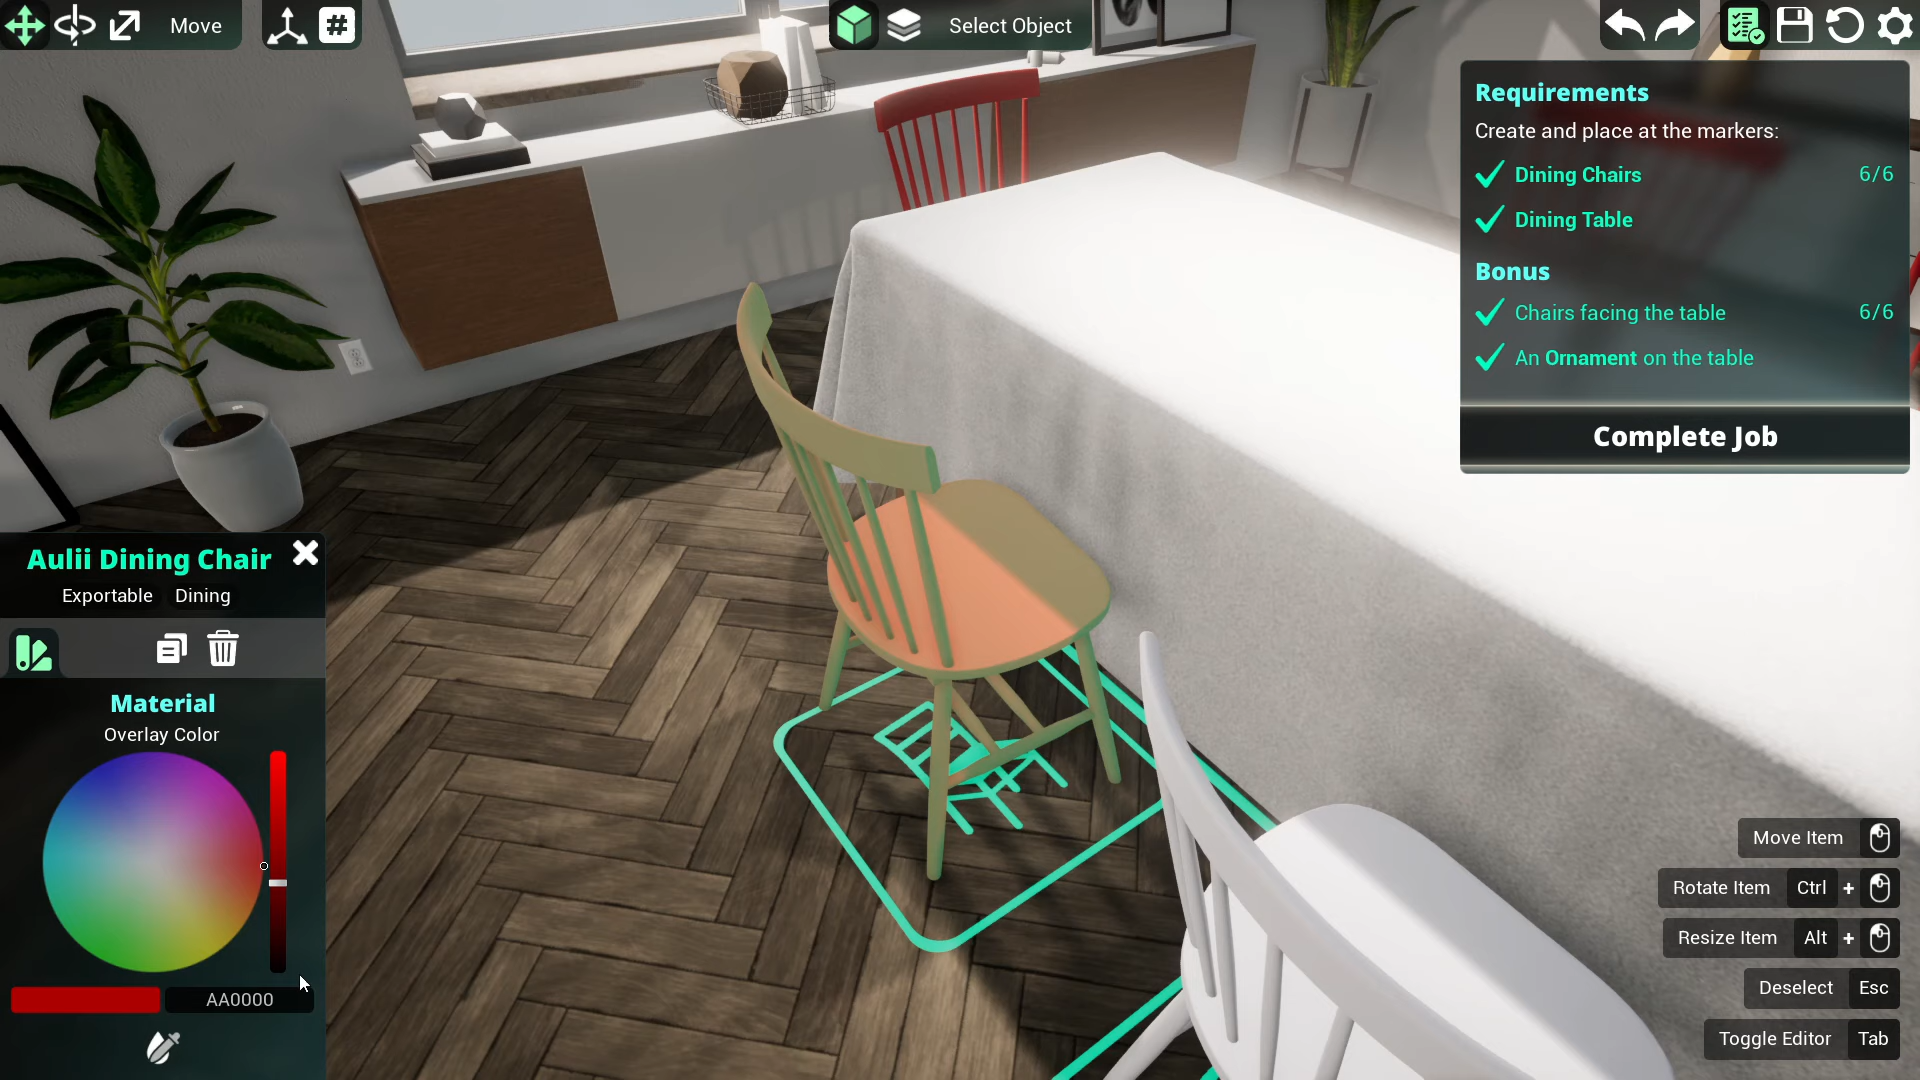 Move
Select Object
Requirements
Create and place at the markers:
Dining Chairs 6/6
Dining Table
Bonus
Chairs facing the table 6/6
An Ornament on the table
Complete Job
Aulii Dining Chair
Exportable Dining
Material
Overlay Color
AA0000
Move Item
Rotate Item Ctrl +
Resize Item Alt +
Deselect Esc
Toggle Editor Tab